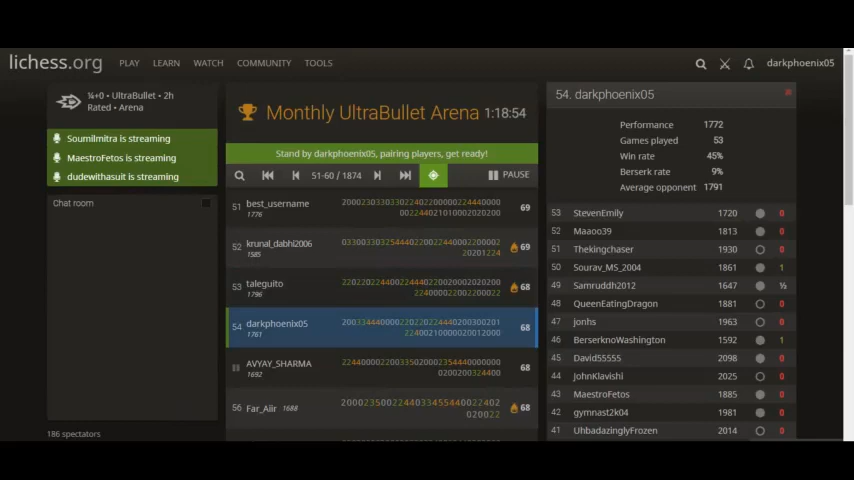 lichess.org PLAY LEARN WATCH COMMUNITY TOOLS darkphoenix05
¼+0 • UltraBullet • 2h
Rated • Arena
Soumilmitra is streaming
MaestroFetos is streaming
dudewithasuit is streaming
Chat room
186 spectators
Monthly UltraBullet Arena 1:18:54
Stand by darkphoenix05, pairing players, get ready!
51-60 / 1874 PAUSE
51 best_username 69
1776
52 krunal_dabhi2006 69
1585
53 taleguito 68
1796
54 darkphoenix05 68
1761
AVYAY_SHARMA 68
1692
56 Far_Aiir 1688 68
54. darkphoenix05
Performance 1772
Games played 53
Win rate 45%
Berserk rate 9%
Average opponent 1791
53 StevenEmily 1720 0
52 Maaoo39 1813 0
51 Thekingchaser 1930 0
50 Sourav_MS_2004 1861 1
49 Samruddh2012 1647 ½
48 QueenEatingDragon 1881 0
47 jonhs 1963 0
46 BerserknoWashington 1592 1
45 David55555 2098 0
44 JohnKlavishi 2025 0
43 MaestroFetos 1885 0
42 gymnast2k04 1981 0
41 UhbadazinglyFrozen 2014 0